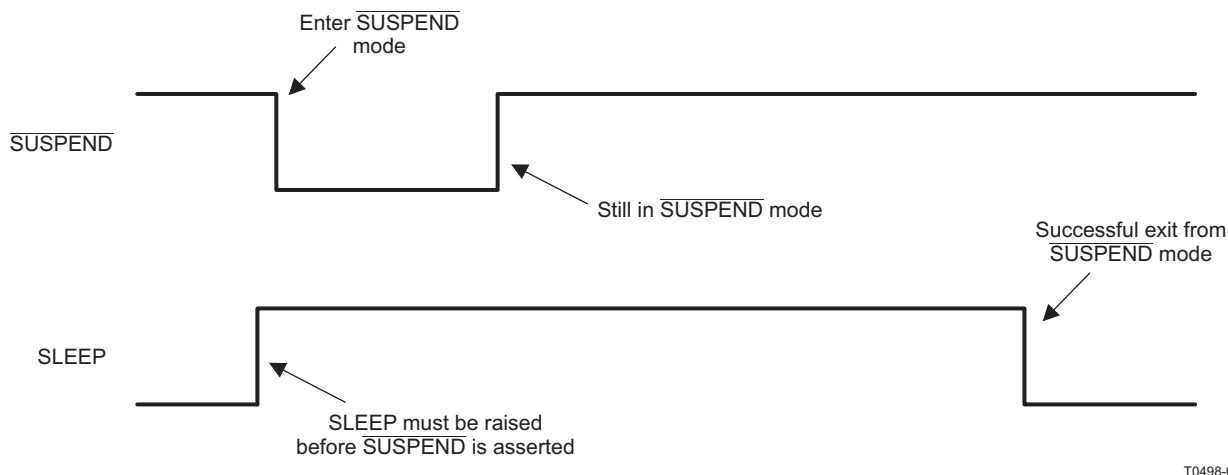 Enter SUSPEND
mode
SUSPEND
Still in SUSPEND mode
Successful exit from
SUSPEND mode
SLEEP
SLEEP must be raised
before SUSPEND is asserted